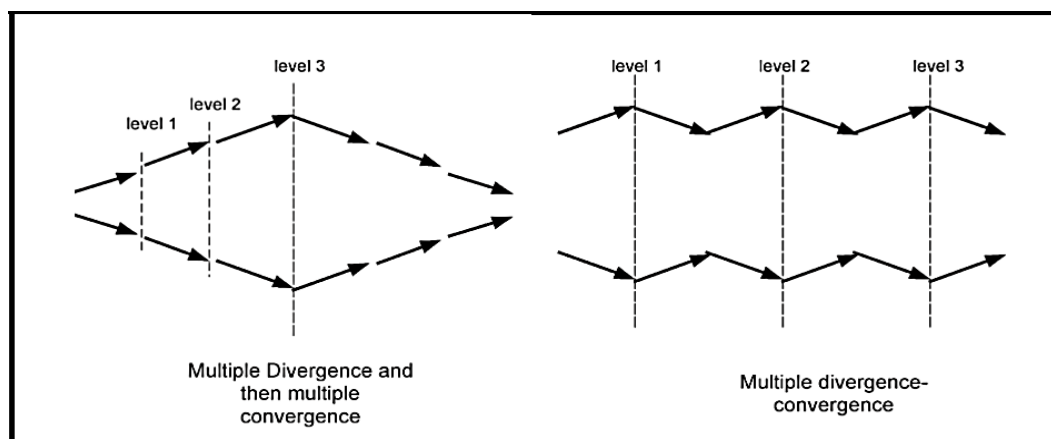 level 3
level 2
level 1
Multiple Divergence and
then multiple
convergence
level 1
level 2
level 3
Multiple divergence-
convergence